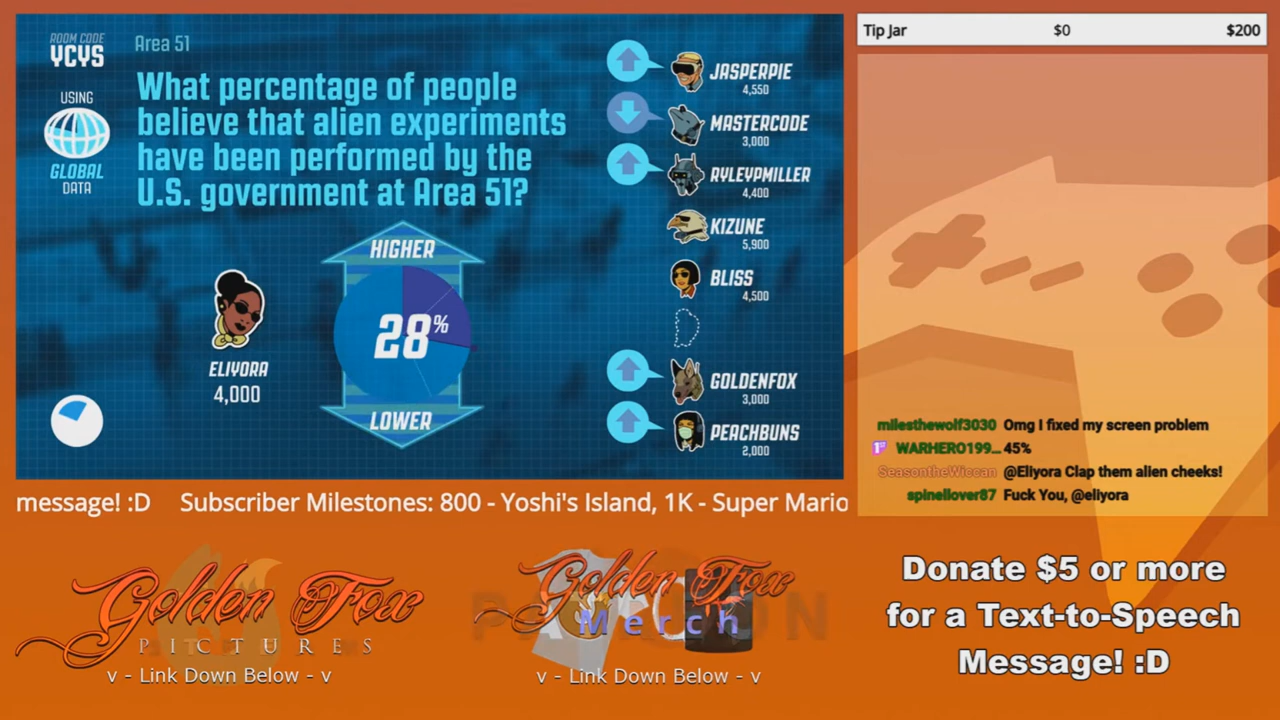 ROOM CODE
YCYS
USING
GLOBAL
DATA
Area 51
What percentage of people
believe that alien experiments
have been performed by the
U.S. government at Area 51?
HIGHER
28%
LOWER
ELIYORA
4,000
JASPERPIE
4,550
MASTERCODE
3,000
RYLEYPMILLER
4,400
KIZUNE
5,900
BLISS
4,500
GOLDENFOX
3,000
PEACHBUNS
2,000
Tip Jar $0 $200
milesthewolf3030 Omg I fixed my screen problem
WARHERO199... 45%
SeasontheWiccan @Eliyora Clap them alien cheeks!
spinellover87 Fuck You, @eliyora
message! :D Subscriber Milestones: 800 - Yoshi's Island, 1K - Super Mario
Golden Fox
PICTURES
v - Link Down Below - v
Golden Fox
Merch
v - Link Down Below - v
Donate $5 or more
for a Text-to-Speech
Message! :D